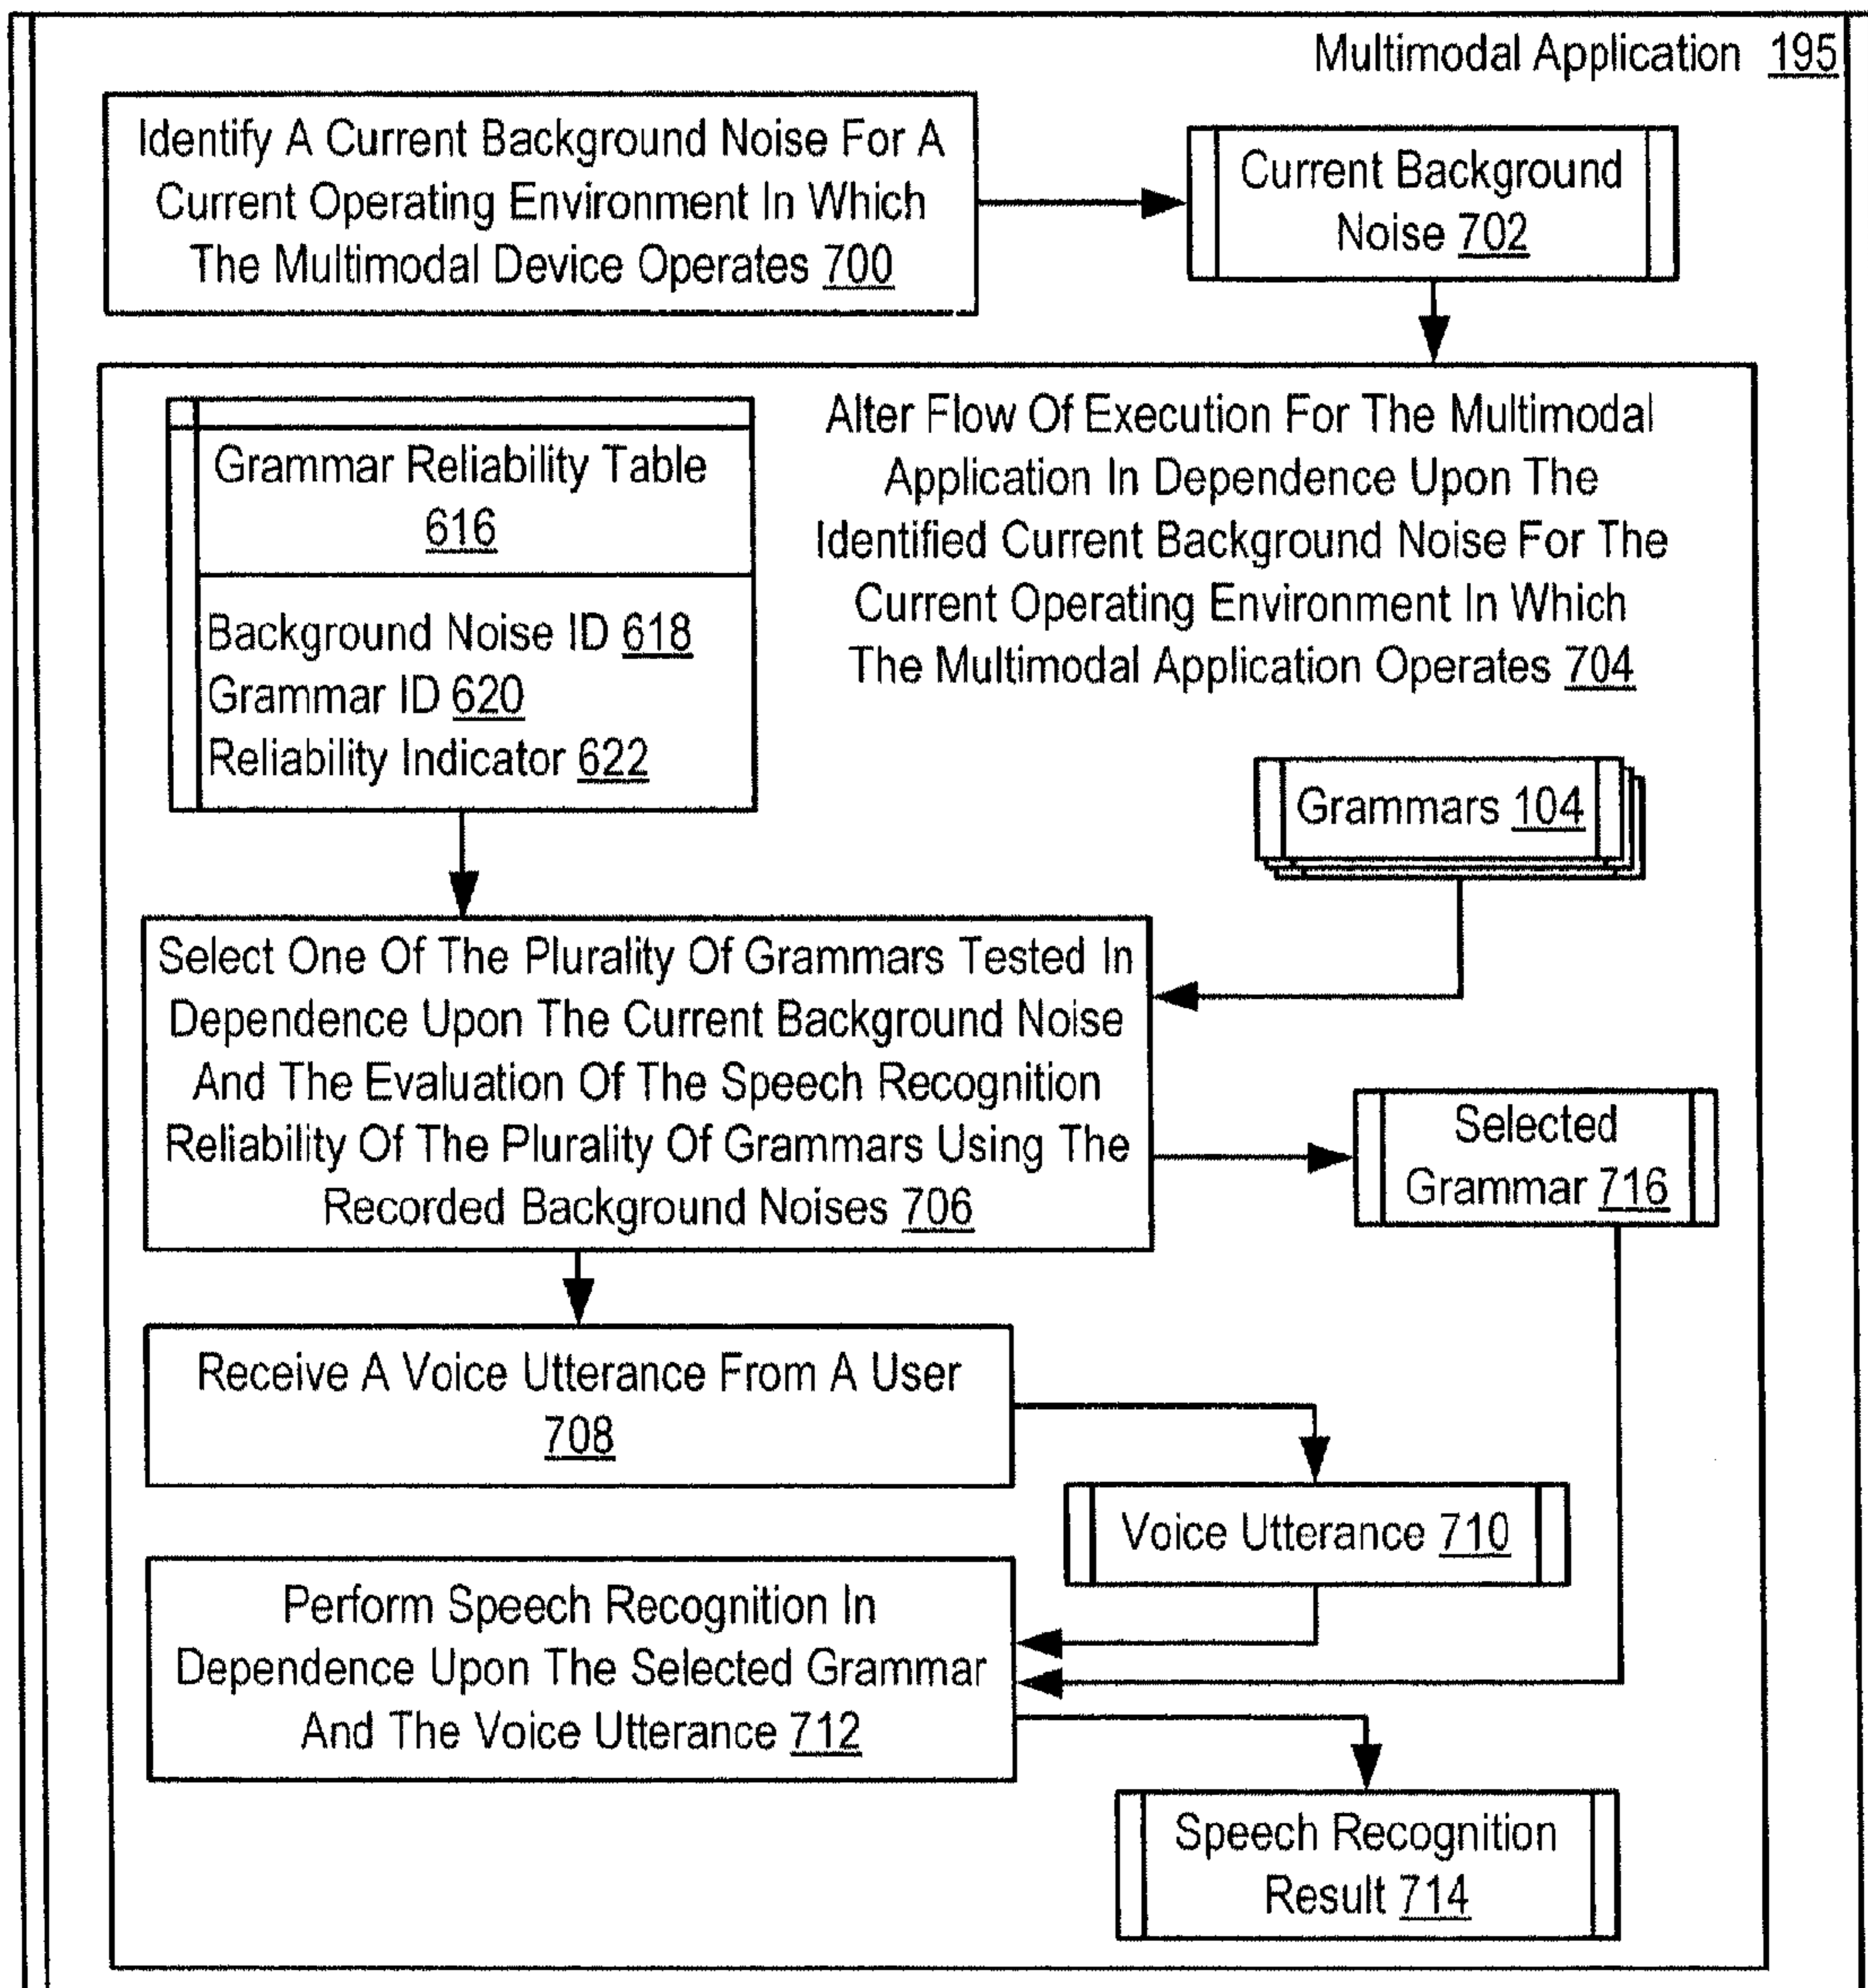 Multimodal Application 195
Identify A Current Background Noise For A
Current Operating Environment In Which
The Multimodal Device Operates 700
Current Background
Noise 702
Grammar Reliability Table
616
Background Noise ID 618
Grammar ID 620
Reliability Indicator 622
Alter Flow Of Execution For The Multimodal
Application In Dependence Upon The
Identified Current Background Noise For The
Current Operating Environment In Which
The Multimodal Application Operates 704
Grammars 104
Select One Of The Plurality Of Grammars Tested In
Dependence Upon The Current Background Noise
And The Evaluation Of The Speech Recognition
Reliability Of The Plurality Of Grammars Using The
Recorded Background Noises 706
Selected
Grammar 716
Receive A Voice Utterance From A User
708
Voice Utterance 710
Perform Speech Recognition In
Dependence Upon The Selected Grammar
And The Voice Utterance 712
Speech Recognition
Result 714